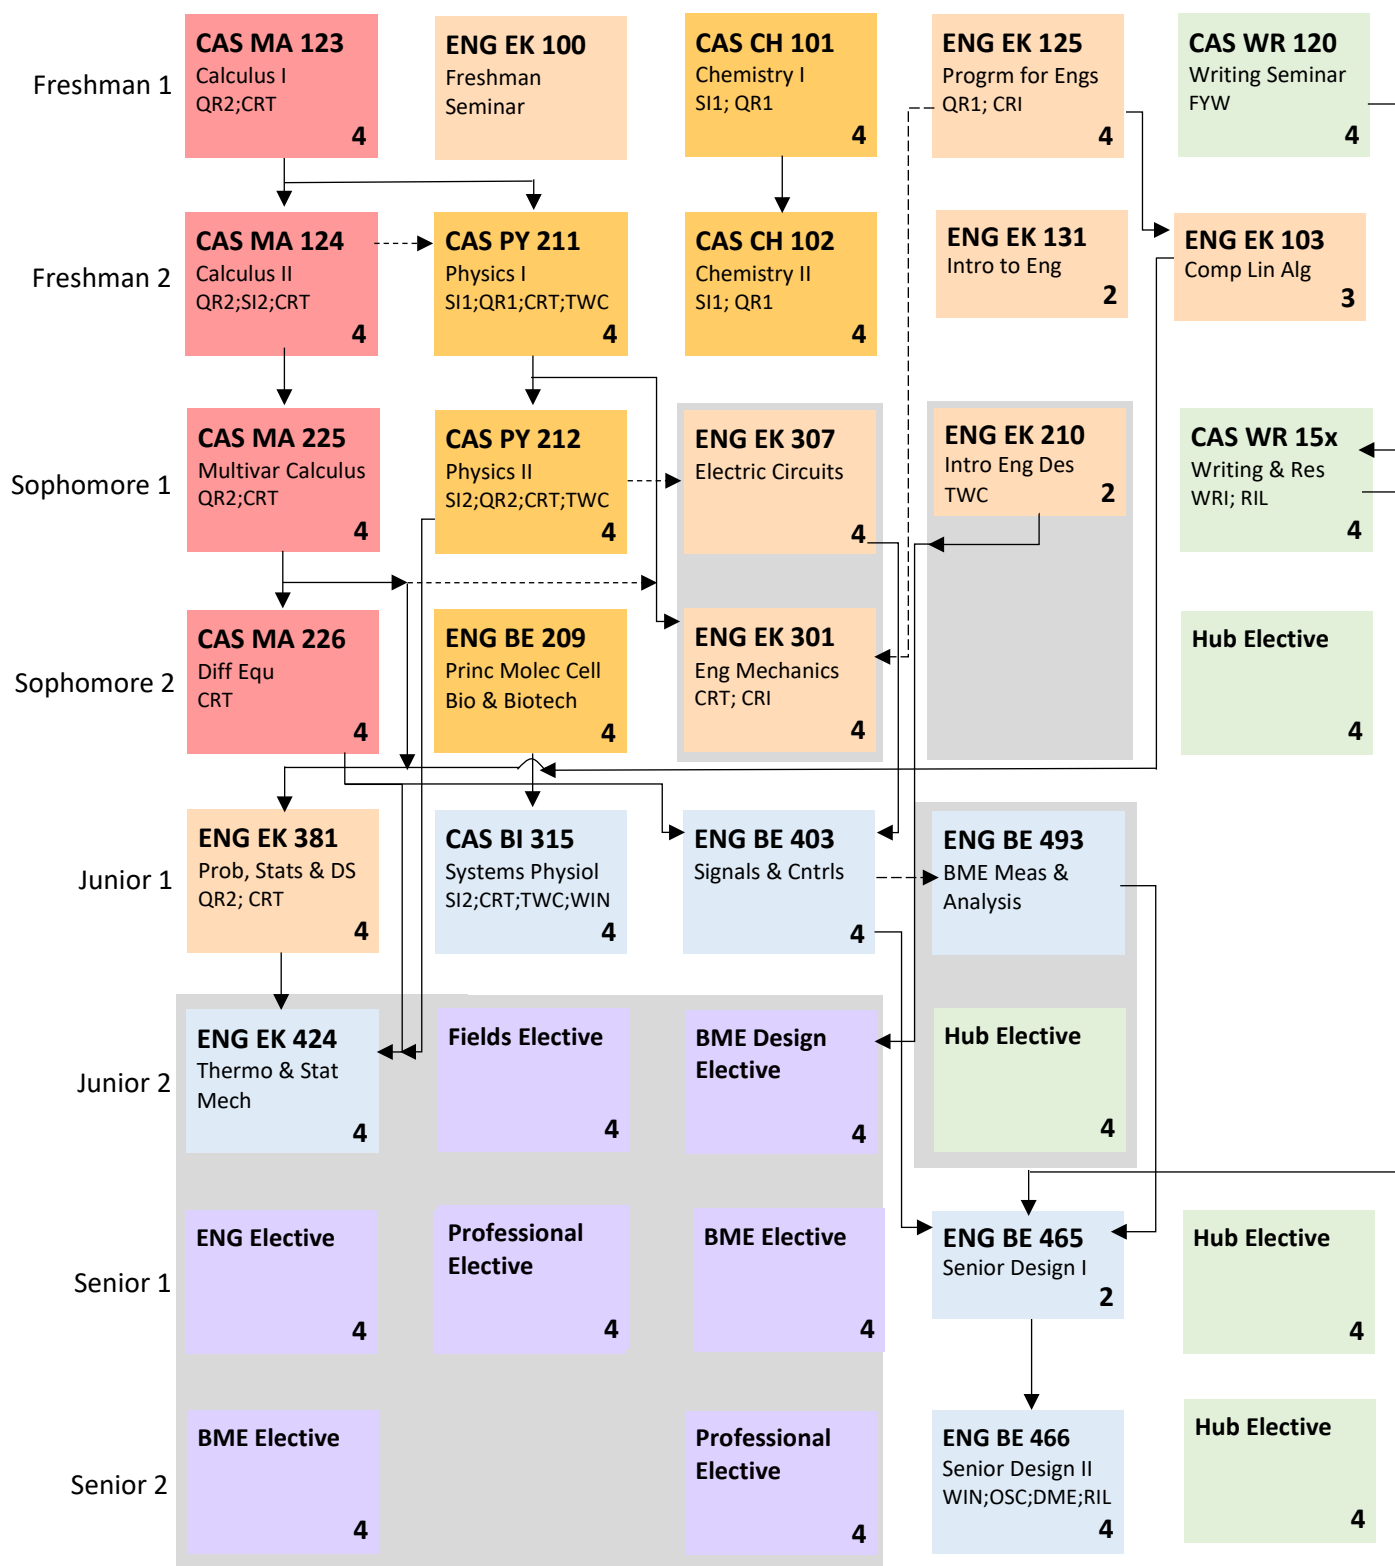 Freshman 1
CAS MA 123
Calculus I
QR2;CRT
4
ENG EK 100
Freshman
Seminar
CAS CH 101
Chemistry I
SI1; QR1
4
ENG EK 125
Progrm for Engs
QR1; CRI
4
CAS WR 120
Writing Seminar
FYW
4
Freshman 2
CAS MA 124
Calculus II
QR2;SI2;CRT
4
CAS PY 211
Physics I
SI1;QR1;CRT;TWC
4
CAS CH 102
Chemistry II
SI1; QR1
4
ENG EK 131
Intro to Eng
2
ENG EK 103
Comp Lin Alg
3
Sophomore 1
CAS MA 225
Multivar Calculus
QR2;CRT
4
CAS PY 212
Physics II
SI2;QR2;CRT;TWC
4
ENG EK 307
Electric Circuits
4
ENG EK 210
Intro Eng Des
TWC
2
CAS WR 15x
Writing & Res
WRI; RIL
4
Sophomore 2
CAS MA 226
Diff Equ
CRT
4
ENG BE 209
Princ Molec Cell
Bio & Biotech
4
ENG EK 301
Eng Mechanics
CRT; CRI
4
Hub Elective
4
Junior 1
ENG EK 381
Prob, Stats & DS
QR2; CRT
4
CAS BI 315
Systems Physiol
SI2;CRT;TWC;WIN
4
ENG BE 403
Signals & Cntrls
4
ENG BE 493
BME Meas &
Analysis
Junior 2
ENG EK 424
Thermo & Stat
Mech
4
Fields Elective
4
BME Design
Elective
4
Hub Elective
4
Senior 1
ENG Elective
4
Professional
Elective
4
BME Elective
4
ENG BE 465
Senior Design I
2
Hub Elective
4
Senior 2
BME Elective
4
Professional
Elective
4
ENG BE 466
Senior Design II
WIN;OSC;DME;RIL
4
Hub Elective
4